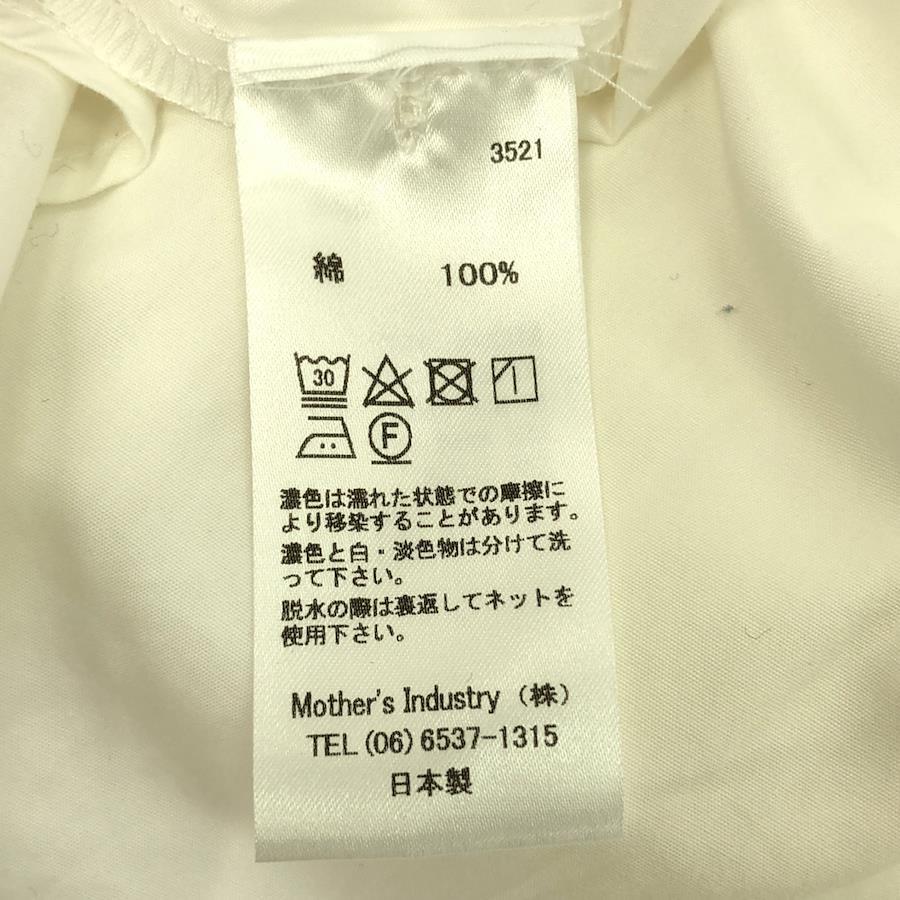 3521
綿 100%
30
F
濃色は濡れた状態での摩擦に
より移染することがあります。
濃色と白・淡色物は分けて洗
って下さい。
脱水の際は裏返してネットを
使用下さい。
Mother's Industry（株）
TEL(06)6537-1315
日本製